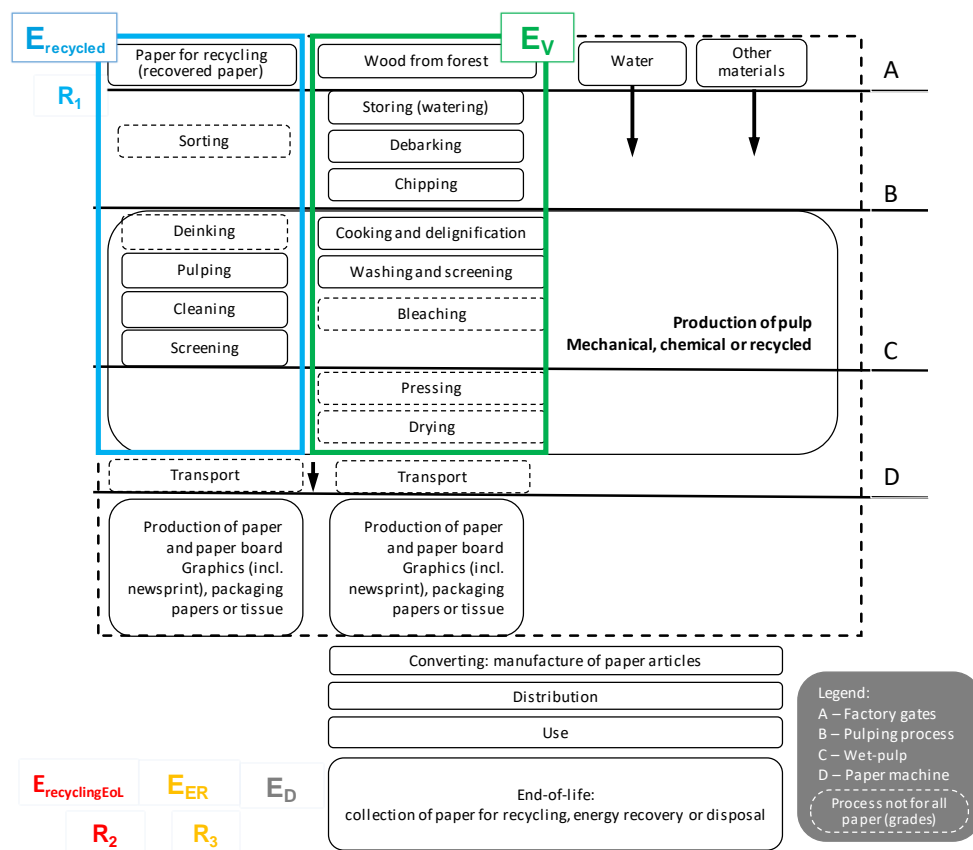 E recycled
E V
Paper for recycling
(recovered paper)
Wood from forest
Water
Other
materials
A
R1
Storing (watering)
Sorting
Debarking
Chipping
B
Deinking
Cooking and delignification
Pulping
Washing and screening
Cleaning
Bleaching
Production of pulp
Mechanical, chemical or recycled
Screening
C
Pressing
Drying
Transport
Transport
D
Production of paper
and paper board
Graphics (incl.
newsprint), packaging
papers or tissue
Production of paper
and paper board
Graphics (incl.
newsprint), packaging
papers or tissue
Converting: manufacture of paper articles
Distribution
Use
End-of-life:
collection of paper for recycling, energy recovery or disposal
E recyclingEoL
E ER
E D
R2
R3
Legend:
A – Factory gates
B – Pulping process
C – Wet-pulp
D – Paper machine
Process not for all
paper (grades)